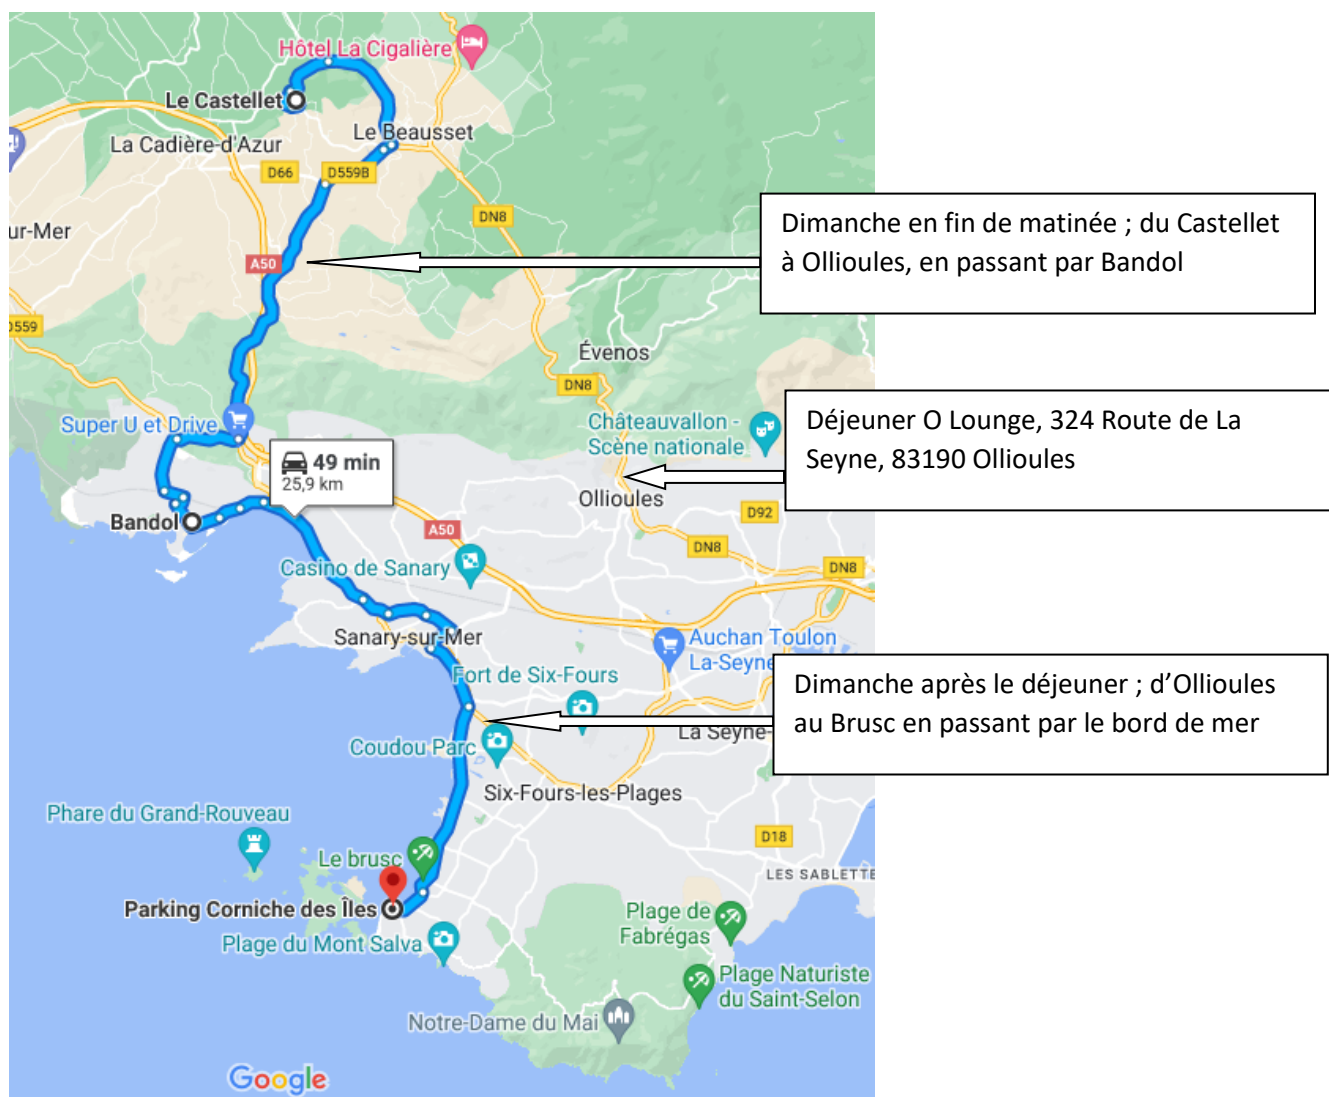 Hôtel La Cigalière
Le Castellet
La Cadière-d'Azur
Le Beausset
D66
D559B
DN8
ur-Mer
A50
Dimanche en fin de matinée ; du Castellet
à Ollioules, en passant par Bandol
D559
Évenos
DN8
Super U et Drive
Châteauvallon -
Scène nationale
Déjeuner O Lounge, 324 Route de La
Seyne, 83190 Ollioules
49 min
25,9 km
Ollioules
Bandol
D92
A50
DN8
Casino de Sanary
DN8
Sanary-sur-Mer
Auchan Toulon
La-Seyne
Fort de Six-Fours
Dimanche après le déjeuner ; d’Ollioules
au Brusc en passant par le bord de mer
La Seyne-
Coudou Parc
Six-Fours-les-Plages
Phare du Grand-Rouveau
D18
Le brusc
LES SABLETTE
Parking Corniche des Îles
Plage de
Fabrégas
Plage du Mont Salva
Plage Naturiste
du Saint-Selon
Notre-Dame du Mai
Google